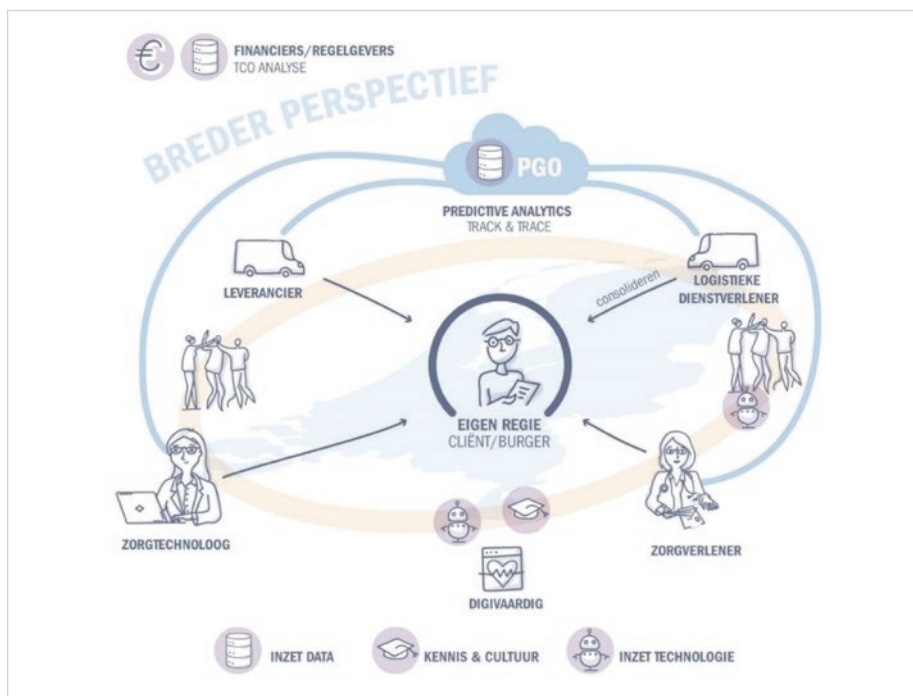 FINANCIERS/REGELGEVERS
TCO ANALYSE
BREDER PERSPECTIEF
PGO
PREDICTIVE ANALYTICS
TRACK & TRACE
LEVERANCIER
consolideren
LOGISTIEKE
DIENSTVERLENER
EIGEN REGIE
CLIËNT/BURGER
ZORGTECHNOLOOG
ZORGVERLENER
DIGIVAARDIG
INZET DATA
KENNIS & CULTUUR
INZET TECHNOLOGIE